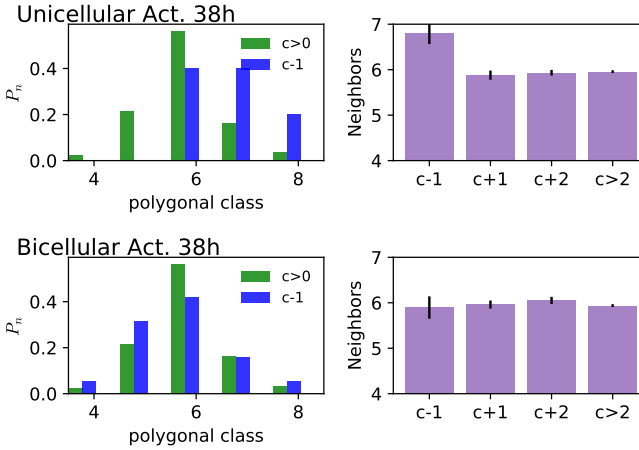 Unicellular Act. 38h
0.4
0.2
0.0
P_n
c>0
c-1
4 6 8
polygonal class
7
6
5
4
Neighbors
c-1 c+1 c+2 c>2
Bicellular Act. 38h
0.4
0.2
0.0
P_n
c>0
c-1
4 6 8
polygonal class
7
6
5
4
Neighbors
c-1 c+1 c+2 c>2